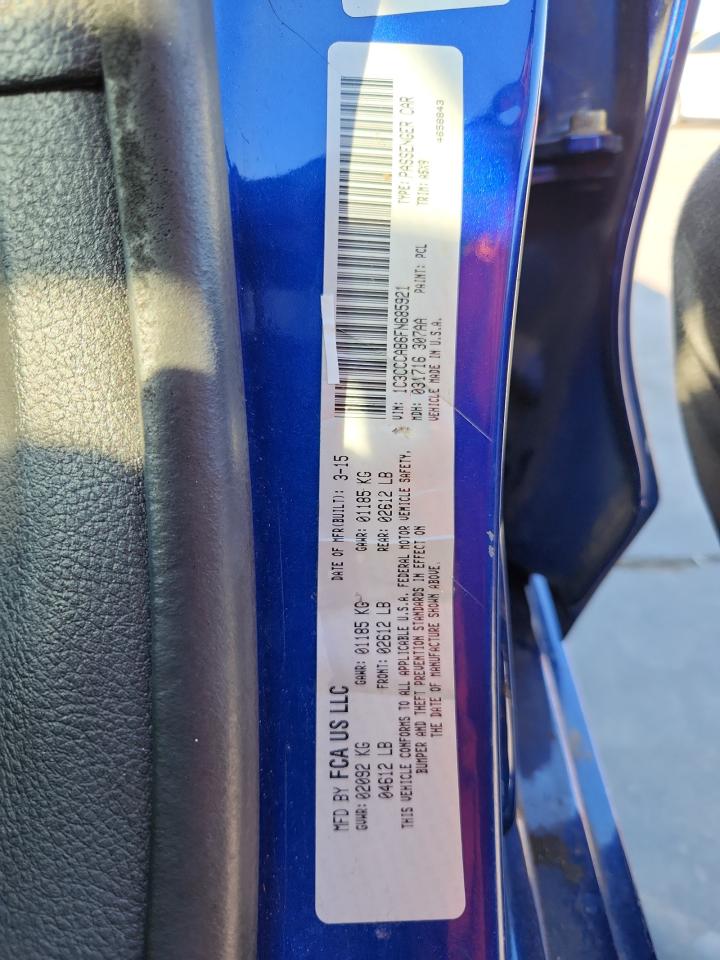 MFD BY FCA US LLC
DATE OF MFR(BUILT): 3-15
GVWR: 02092 KG
GAWR: 01185 KG
GAWR: 01185 KG
04612 LB
FRONT: 02612 LB
REAR: 02612 LB
THIS VEHICLE CONFORMS TO ALL APPLICABLE U.S.A. FEDERAL MOTOR VEHICLE SAFETY,
BUMPER AND THEFT PREVENTION STANDARDS IN EFFECT ON
THE DATE OF MANUFACTURE SHOWN ABOVE.
VIN: 1C3CCCAB6FN685921
TYPE: PASSENGER CAR
MDH: 031716 307AA
PAINT: PCL
TRIM: A5X9
VEHICLE MADE IN U.S.A.
4658843